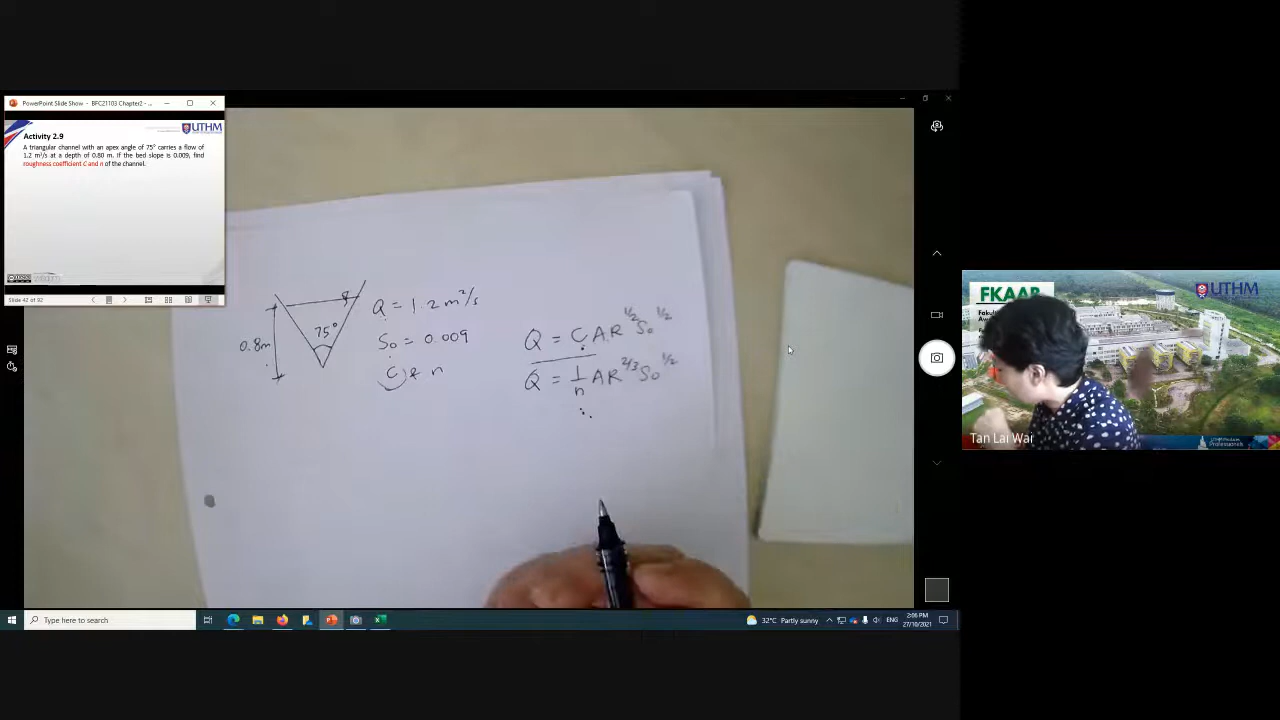 PowerPoint Slide Show - BFC21103 Chapter2 - ...
UTHM
Activity 2.9
A triangular channel with an apex angle of 75° carries a flow of
1.2 m³/s at a depth of 0.80 m. If the bed slope is 0.009, find
roughness coefficient C and n of the channel.
Slide 42 of 92
0.8m
75°
Q = 1.2 m³/s
So = 0.009
C & n
Q = C A R^1/2 So^1/2
Q = 1/n A R^2/3 So^1/2
∴
FKAAB
UTHM
Tan Lai Wai
Type here to search
32°C Partly sunny
ENG
2:06 PM
27/10/2021